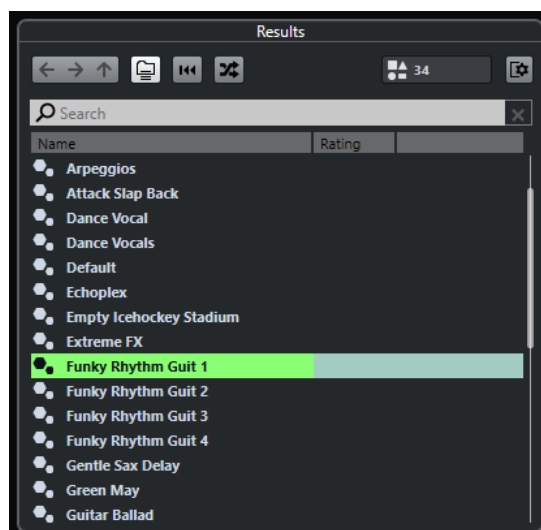 Results
34
Search
Name Rating
Arpeggios
Attack Slap Back
Dance Vocal
Dance Vocals
Default
Echoplex
Empty Icehockey Stadium
Extreme FX
Funky Rhythm Guit 1
Funky Rhythm Guit 2
Funky Rhythm Guit 3
Funky Rhythm Guit 4
Gentle Sax Delay
Green May
Guitar Ballad